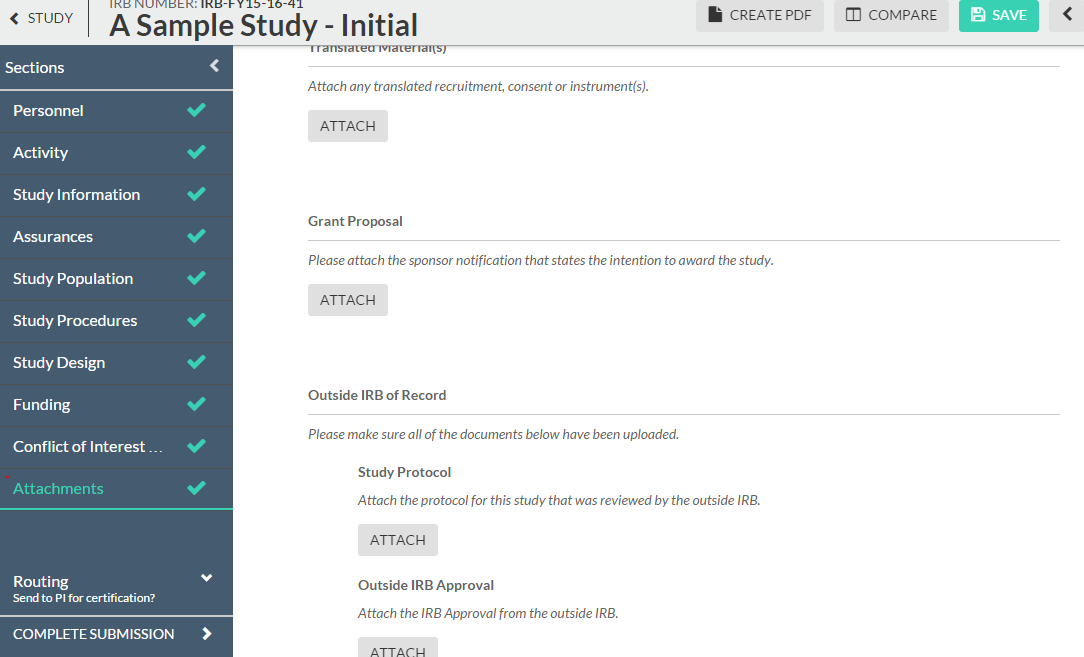 STUDY
IRB NUMBER: IRB-FY15-16-41
A Sample Study - Initial
CREATE PDF
COMPARE
SAVE
Sections
Personnel
Activity
Study Information
Assurances
Study Population
Study Procedures
Study Design
Funding
Conflict of Interest ...
* Attachments
Routing
Send to PI for certification?
COMPLETE SUBMISSION
Translated Material(s)
Attach any translated recruitment, consent or instrument(s).
ATTACH
Grant Proposal
Please attach the sponsor notification that states the intention to award the study.
ATTACH
Outside IRB of Record
Please make sure all of the documents below have been uploaded.
Study Protocol
Attach the protocol for this study that was reviewed by the outside IRB.
ATTACH
Outside IRB Approval
Attach the IRB Approval from the outside IRB.
ATTACH